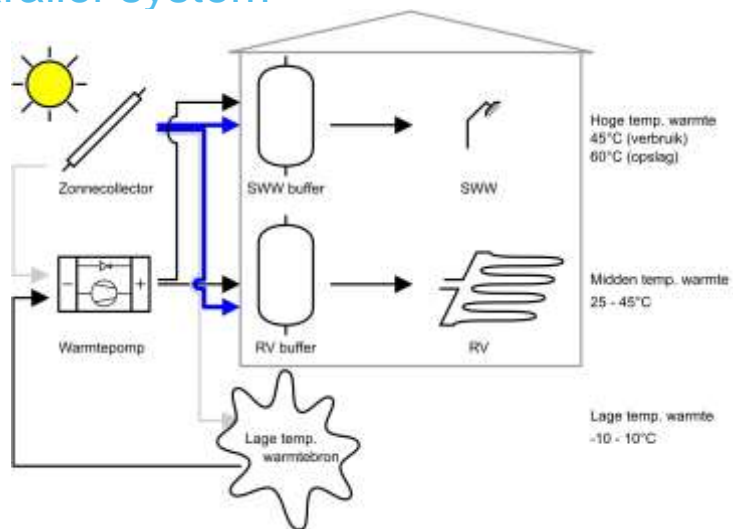 system
Zonnecollector
SWW buffer
SWW
Hoge temp. warmte
45°C (verbruik)
60°C (opslag)
Warmtepomp
RV buffer
RV
Midden temp. warmte
25 - 45°C
Lage temp.
warmtebron
Lage temp. warmte
-10 - 10°C